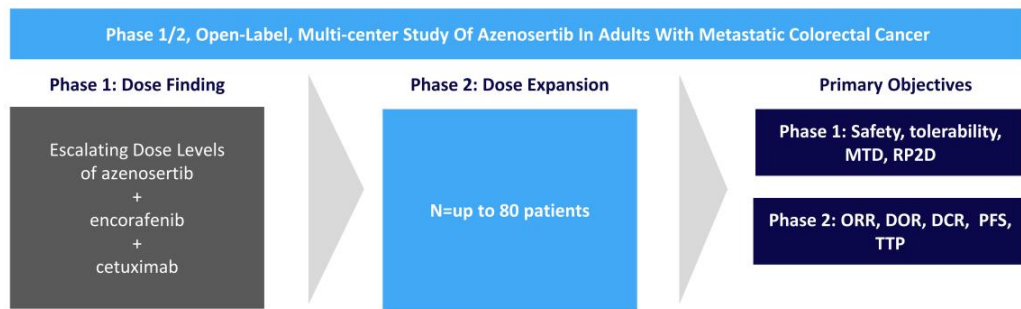 Phase 1/2, Open-Label, Multi-center Study Of Azenosertib In Adults With Metastatic Colorectal Cancer
Phase 1: Dose Finding
Escalating Dose Levels
of azenosertib
+
encorafenib
+
cetuximab
Phase 2: Dose Expansion
N=up to 80 patients
Primary Objectives
Phase 1: Safety, tolerability,
MTD, RP2D
Phase 2: ORR, DOR, DCR, PFS,
TTP